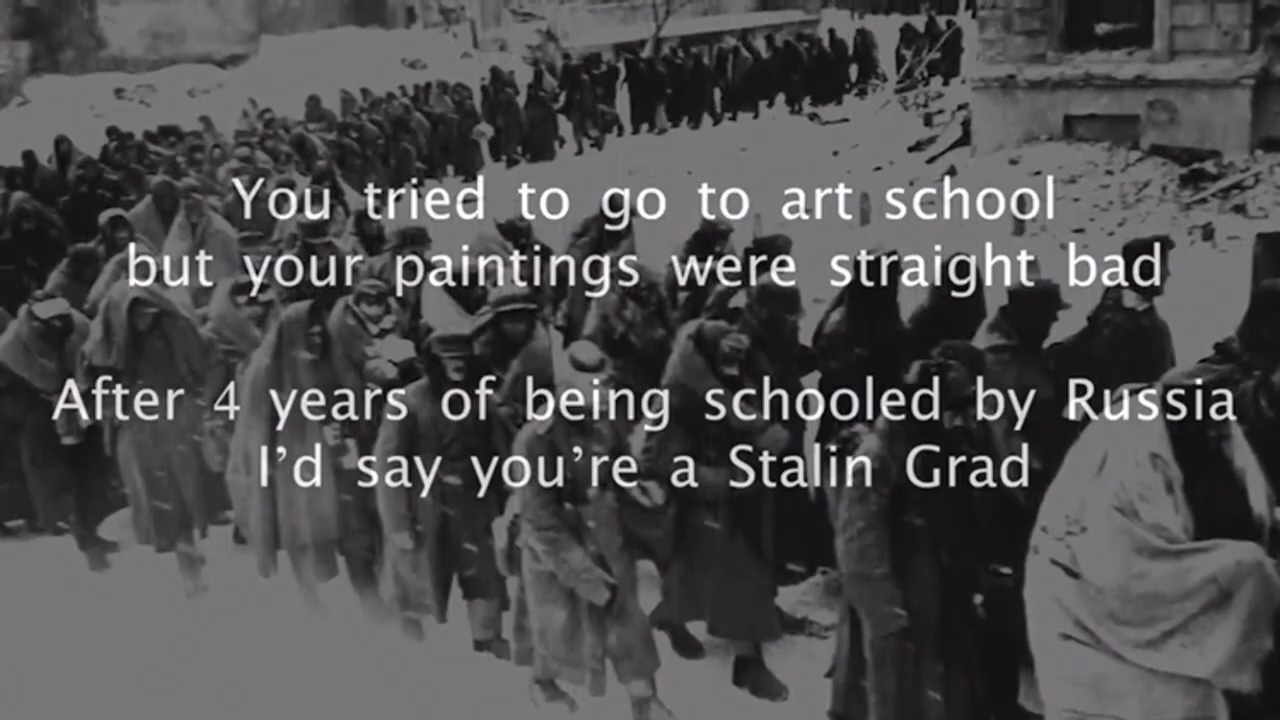 You tried to go to art school
but your paintings were straight bad
After 4 years of being schooled by Russia
I’d say you’re a Stalin Grad